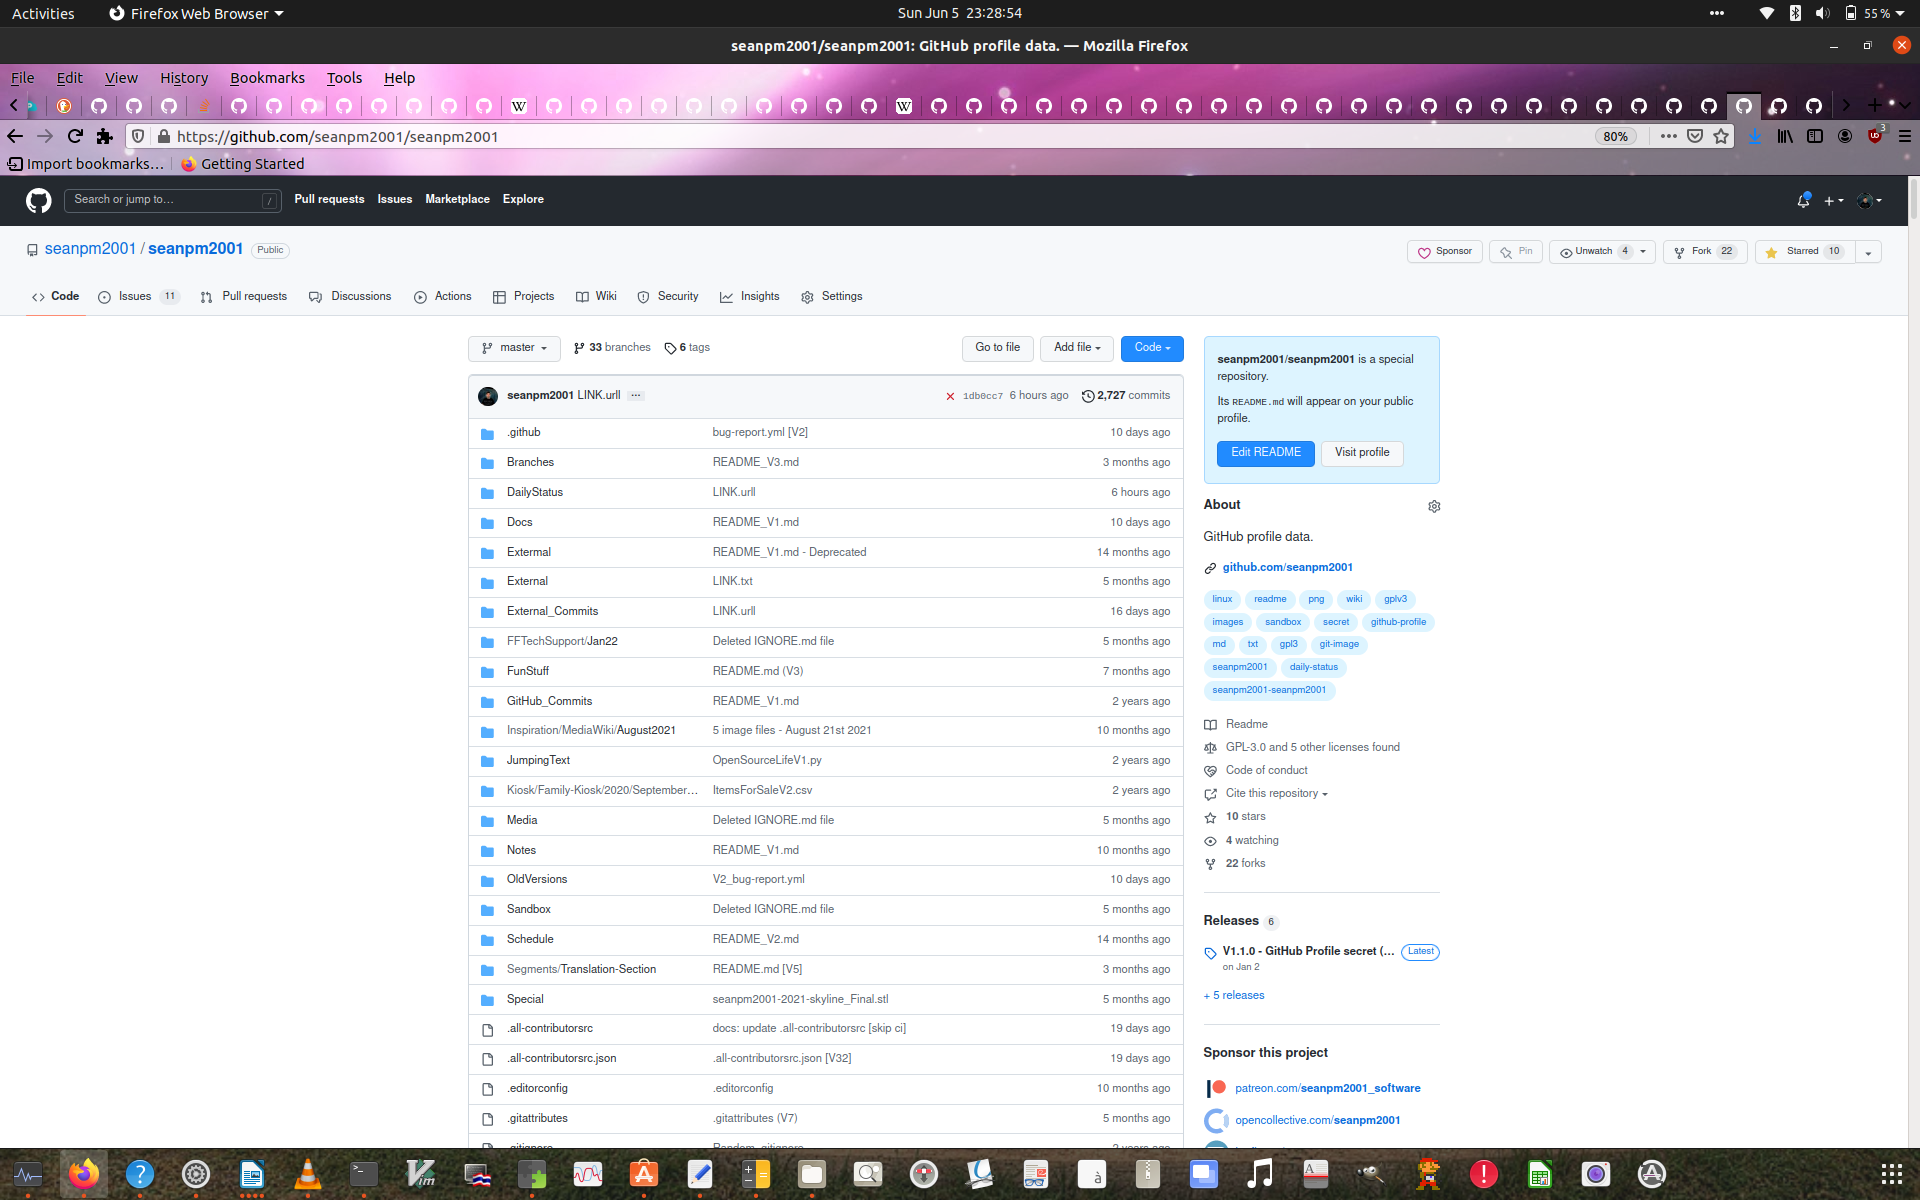 Activities Firefox Web Browser Sun Jun 5 23:28:54 55 %
seanpm2001/seanpm2001: GitHub profile data. — Mozilla Firefox
File Edit View History Bookmarks Tools Help
https://github.com/seanpm2001/seanpm2001 80% 3
Import bookmarks… Getting Started
Search or jump to… / Pull requests Issues Marketplace Explore
seanpm2001 / seanpm2001 Public Sponsor Pin Unwatch 4 Fork 22 Starred 10
Code Issues 11 Pull requests Discussions Actions Projects Wiki Security Insights Settings
master 33 branches 6 tags Go to file Add file Code
seanpm2001 LINK.urll ... 1db0cc7 6 hours ago 2,727 commits
.github bug-report.yml [V2] 10 days ago
Branches README_V3.md 3 months ago
DailyStatus LINK.urll 6 hours ago
Docs README_V1.md 10 days ago
Extermal README_V1.md - Deprecated 14 months ago
External LINK.txt 5 months ago
External_Commits LINK.urll 16 days ago
FFTechSupport/Jan22 Deleted IGNORE.md file 5 months ago
FunStuff README.md (V3) 7 months ago
GitHub_Commits README_V1.md 2 years ago
Inspiration/MediaWiki/August2021 5 image files - August 21st 2021 10 months ago
JumpingText OpenSourceLifeV1.py 2 years ago
Kiosk/Family-Kiosk/2020/September... ItemsForSaleV2.csv 2 years ago
Media Deleted IGNORE.md file 5 months ago
Notes README_V1.md 10 months ago
OldVersions V2_bug-report.yml 10 days ago
Sandbox Deleted IGNORE.md file 5 months ago
Schedule README_V2.md 14 months ago
Segments/Translation-Section README.md [V5] 3 months ago
Special seanpm2001-2021-skyline_Final.stl 5 months ago
.all-contributorsrc docs: update .all-contributorsrc [skip ci] 19 days ago
.all-contributorsrc.json .all-contributorsrc.json [V32] 19 days ago
.editorconfig .editorconfig 10 months ago
.gitattributes .gitattributes (V7) 5 months ago
.gitignore Random .gitignore 2 years ago
seanpm2001/seanpm2001 is a special
repository.
Its README.md will appear on your public
profile.
Edit README Visit profile
About
GitHub profile data.
github.com/seanpm2001
linux readme png wiki gplv3
images sandbox secret github-profile
md txt gpl3 git-image
seanpm2001 daily-status
seanpm2001-seanpm2001
Readme
GPL-3.0 and 5 other licenses found
Code of conduct
Cite this repository
10 stars
4 watching
22 forks
Releases 6
V1.1.0 - GitHub Profile secret (... Latest
on Jan 2
+ 5 releases
Sponsor this project
patreon.com/seanpm2001_software
opencollective.com/seanpm2001